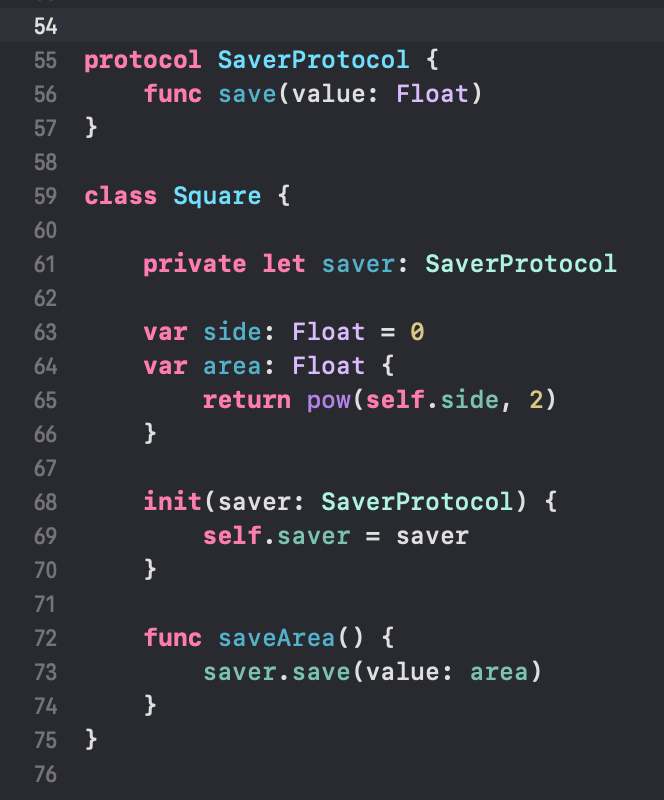 54
55 protocol SaverProtocol {
56     func save(value: Float)
57 }
58
59 class Square {
60
61     private let saver: SaverProtocol
62
63     var side: Float = 0
64     var area: Float {
65         return pow(self.side, 2)
66     }
67
68     init(saver: SaverProtocol) {
69         self.saver = saver
70     }
71
72     func saveArea() {
73         saver.save(value: area)
74     }
75 }
76